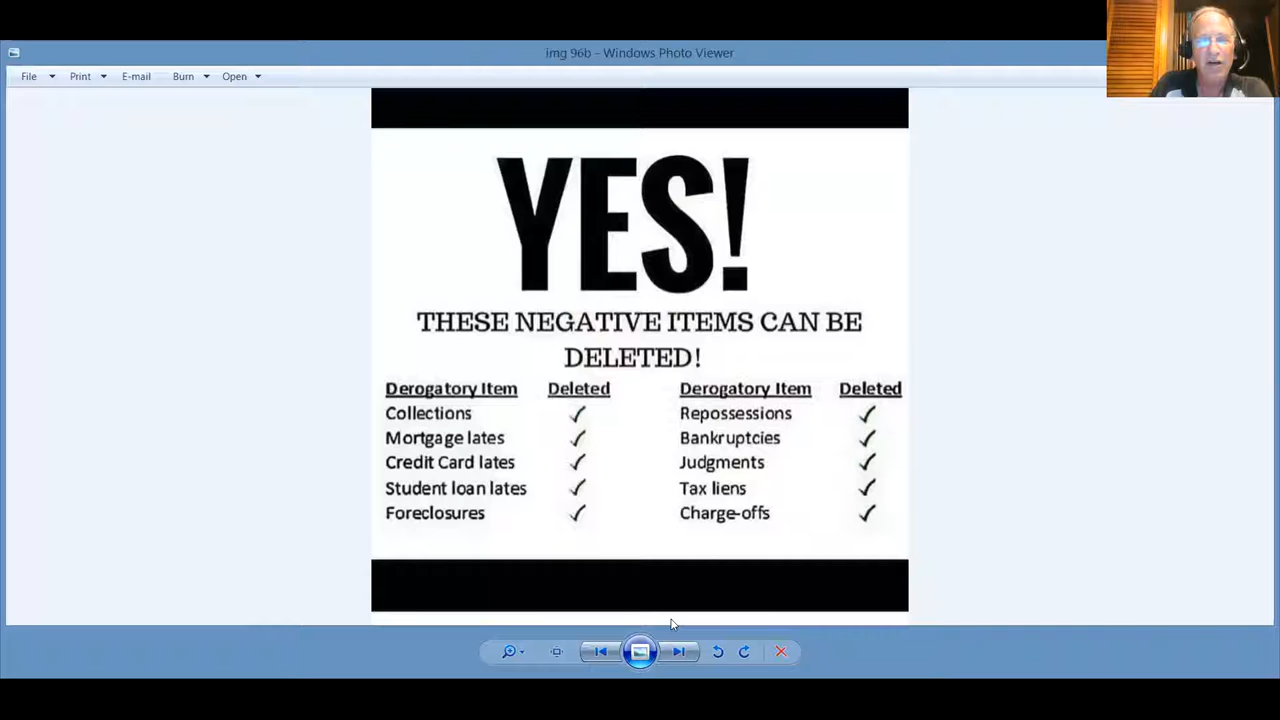 img 96b - Windows Photo Viewer
File Print E-mail Burn Open
YES!
THESE NEGATIVE ITEMS CAN BE
DELETED!
Derogatory Item Deleted Derogatory Item Deleted
Collections ✓ Repossessions ✓
Mortgage lates ✓ Bankruptcies ✓
Credit Card lates ✓ Judgments ✓
Student loan lates ✓ Tax liens ✓
Foreclosures ✓ Charge-offs ✓